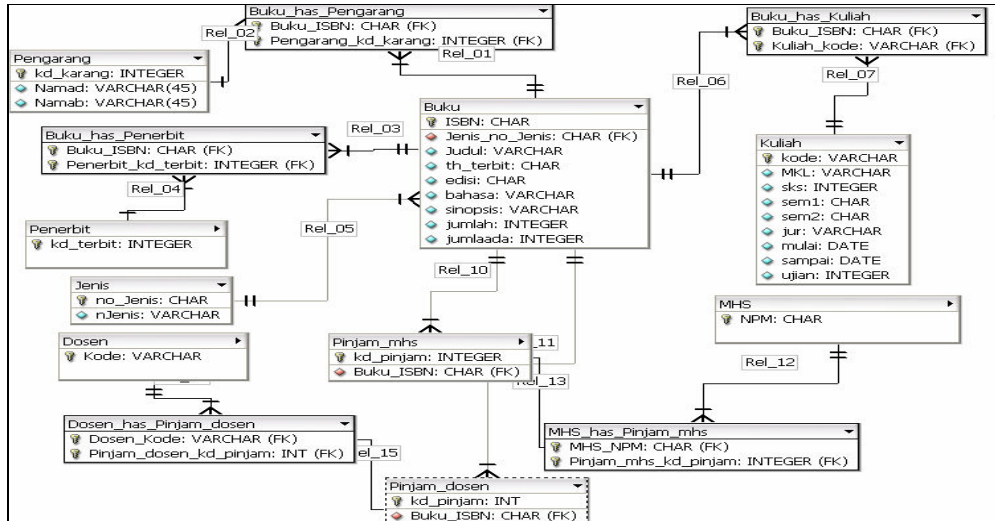 Buku_has_Pengarang
Buku_ISBN: CHAR (FK)
Pengarang_kd_karang: INTEGER (FK)
Rel_02
Rel_01
Pengarang
kd_karang: INTEGER
Namad: VARCHAR(45)
Namab: VARCHAR(45)
Buku_has_Kuliah
Buku_ISBN: CHAR (FK)
Kuliah_kode: VARCHAR (FK)
Rel_06
Rel_07
Buku
ISBN: CHAR
Jenis_no_Jenis: CHAR (FK)
Judul: VARCHAR
th_terbit: CHAR
edisi: CHAR
bahasa: VARCHAR
sinopsis: VARCHAR
jumlah: INTEGER
jumlaada: INTEGER
Buku_has_Penerbit
Buku_ISBN: CHAR (FK)
Penerbit_kd_terbit: INTEGER (FK)
Rel_03
Rel_04
Penerbit
kd_terbit: INTEGER
Rel_05
Kuliah
kode: VARCHAR
MKL: VARCHAR
sks: INTEGER
sem1: CHAR
sem2: CHAR
jur: VARCHAR
mulai: DATE
sampai: DATE
ujian: INTEGER
Jenis
no_Jenis: CHAR
nJenis: VARCHAR
Rel_10
MHS
NPM: CHAR
Dosen
Kode: VARCHAR
Pinjam_mhs
kd_pinjam: INTEGER
Buku_ISBN: CHAR (FK)
_11
Rel_13
Rel_12
Dosen_has_Pinjam_dosen
Dosen_Kode: VARCHAR (FK)
Pinjam_dosen_kd_pinjam: INT (FK)
el_15
MHS_has_Pinjam_mhs
MHS_NPM: CHAR (FK)
Pinjam_mhs_kd_pinjam: INTEGER (FK)
Pinjam_dosen
kd_pinjam: INT
Buku_ISBN: CHAR (FK)